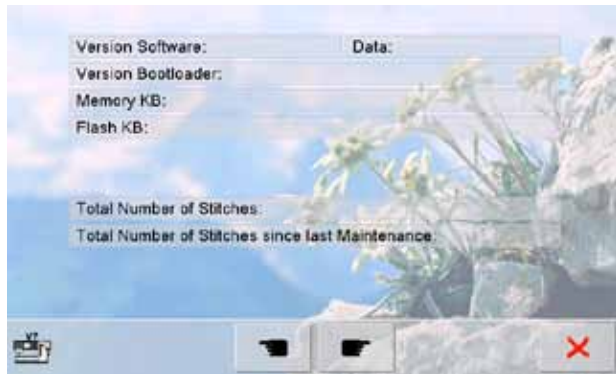 Version Software: Data:
Version Bootloader:
Memory KB:
Flash KB:
Total Number of Stitches:
Total Number of Stitches since last Maintenance: